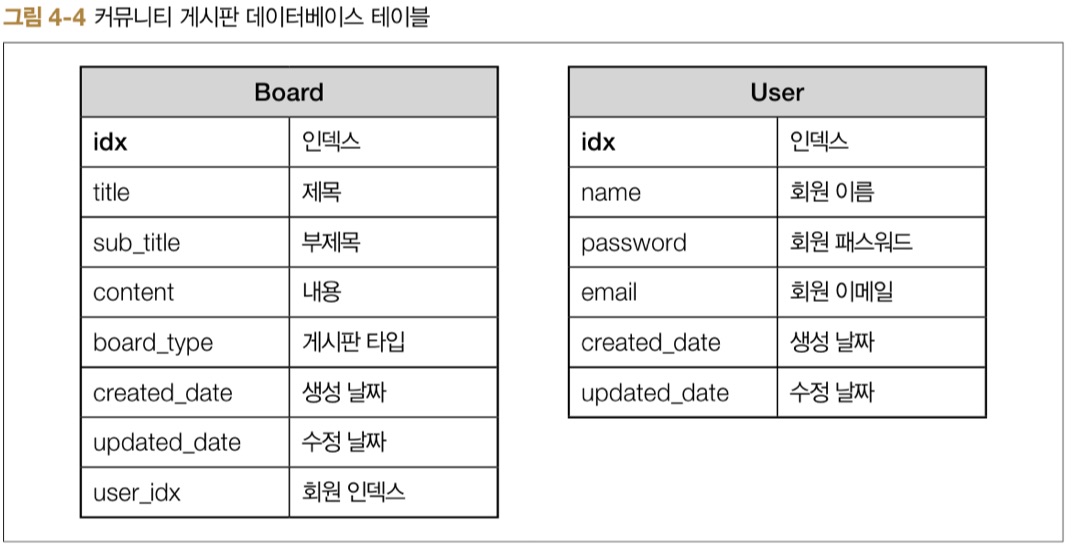 그림 4-4 커뮤니티 게시판 데이터베이스 테이블
Board
idx 인덱스
title 제목
sub_title 부제목
content 내용
board_type 게시판 타입
created_date 생성 날짜
updated_date 수정 날짜
user_idx 회원 인덱스
User
idx 인덱스
name 회원 이름
password 회원 패스워드
email 회원 이메일
created_date 생성 날짜
updated_date 수정 날짜